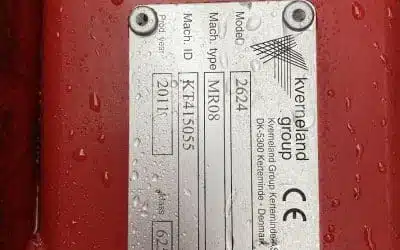 kverneland
group
Kverneland Group Kerteminde
DK-5300 Kerteminde - Denmark
CE
Model 2624
Mach. type MR08
Mach. ID KT415055
Prod. year 2011
Mass